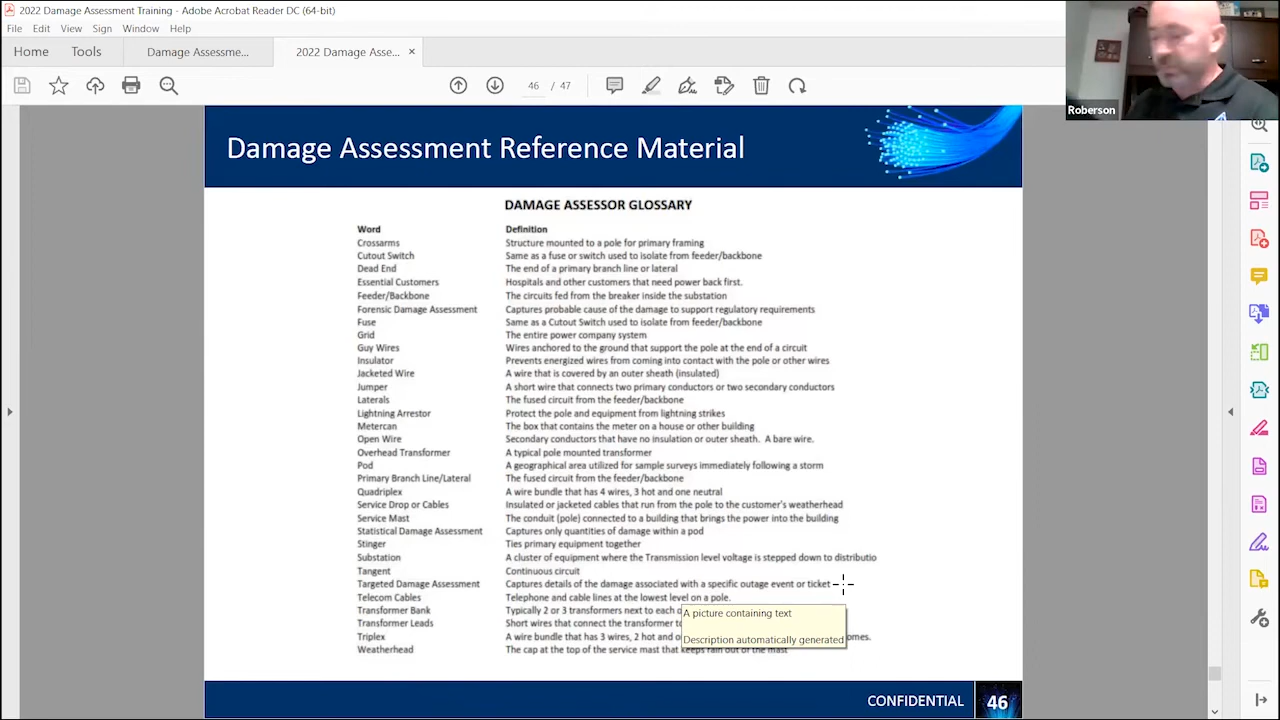 2022 Damage Assessment Training - Adobe Acrobat Reader DC (64-bit)
File Edit View Sign Window Help
Home Tools Damage Assessme... 2022 Damage Asse... ×
46 / 47
Roberson
Damage Assessment Reference Material
DAMAGE ASSESSOR GLOSSARY
Word Definition
Crossarms Structure mounted to a pole for primary framing
Cutout Switch Same as a fuse or switch used to isolate from feeder/backbone
Dead End The end of a primary branch line or lateral
Essential Customers Hospitals and other customers that need power back first.
Feeder/Backbone The circuits fed from the breaker inside the substation
Forensic Damage Assessment Captures probable cause of the damage to support regulatory requirements
Fuse Same as a Cutout Switch used to isolate from feeder/backbone
Grid The entire power company system
Guy Wires Wires anchored to the ground that support the pole at the end of a circuit
Insulator Prevents energized wires from coming into contact with the pole or other wires
Jacketed Wire A wire that is covered by an outer sheath (insulated)
Jumper A short wire that connects two primary conductors or two secondary conductors
Laterals The fused circuit from the feeder/backbone
Lightning Arrestor Protect the pole and equipment from lightning strikes
Metercan The box that contains the meter on a house or other building
Open Wire Secondary conductors that have no insulation or outer sheath. A bare wire.
Overhead Transformer A typical pole mounted transformer
Pod A geographical area utilized for sample surveys immediately following a storm
Primary Branch Line/Lateral The fused circuit from the feeder/backbone
Quadriplex A wire bundle that has 4 wires, 3 hot and one neutral
Service Drop or Cables Insulated or jacketed cables that run from the pole to the customer's weatherhead
Service Mast The conduit (pole) connected to a building that brings the power into the building
Statistical Damage Assessment Captures only quantities of damage within a pod
Stinger Ties primary equipment together
Substation A cluster of equipment where the Transmission level voltage is stepped down to distributio
Tangent Continuous circuit
Targeted Damage Assessment Captures details of the damage associated with a specific outage event or ticket
Telecom Cables Telephone and cable lines at the lowest level on a pole.
Transformer Bank Typically 2 or 3 transformers next to each
Transformer Leads Short wires that connect the transformer
Triplex A wire bundle that has 3 wires, 2 hot and omes.
Weatherhead The cap at the top of the service mast that keeps rain out of the mast
A picture containing text
Description automatically generated
CONFIDENTIAL 46